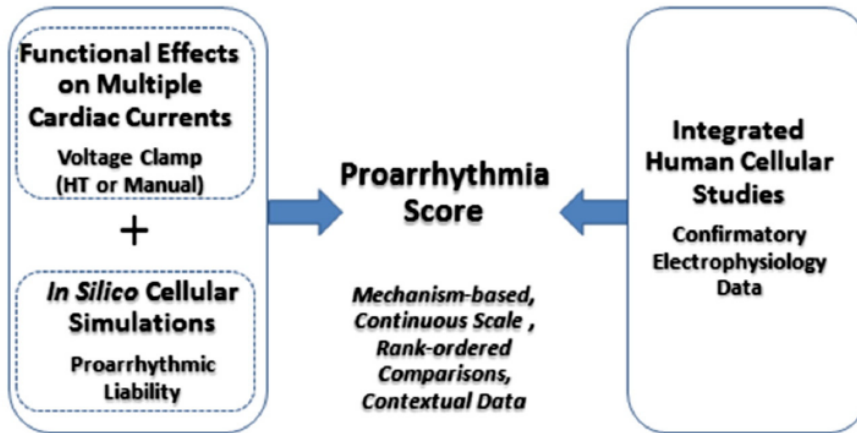 Functional Effects
on Multiple
Cardiac Currents
Voltage Clamp
(HT or Manual)
+
In Silico Cellular
Simulations
Proarrhythmic
Liability
Proarrhythmia
Score
Mechanism-based,
Continuous Scale ,
Rank-ordered
Comparisons,
Contextual Data
Integrated
Human Cellular
Studies
Confirmatory
Electrophysiology
Data